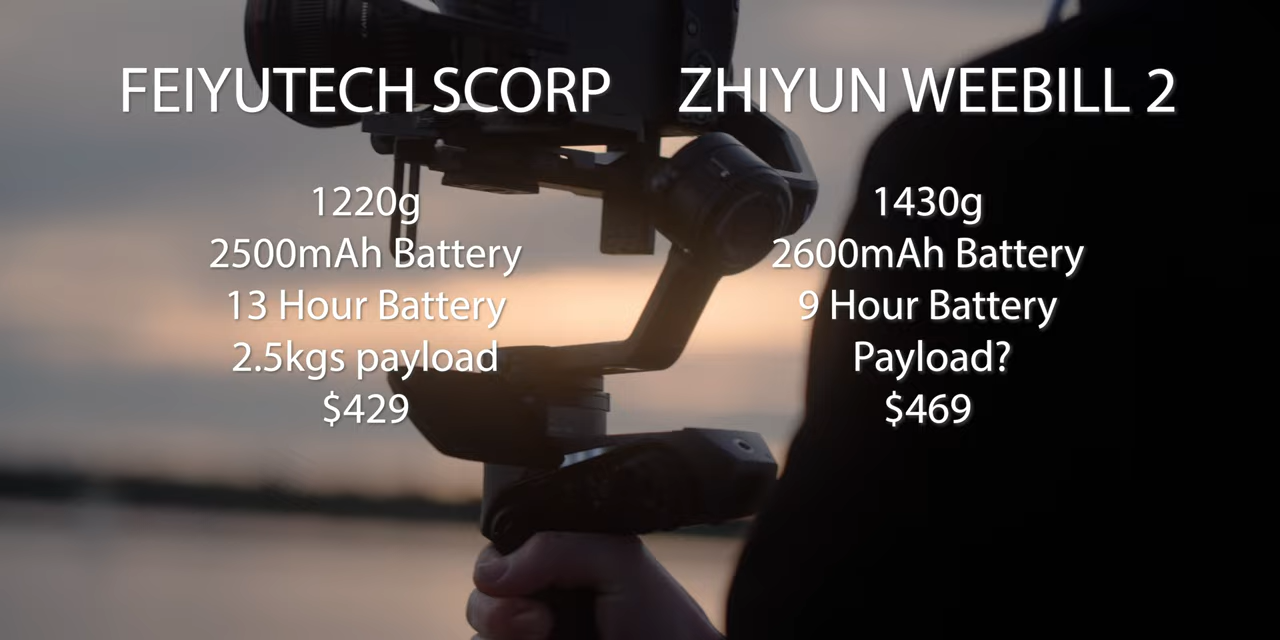 FEIYUTECH SCORP
1220g
2500mAh Battery
13 Hour Battery
2.5kgs payload
$429
ZHIYUN WEEBILL 2
1430g
2600mAh Battery
9 Hour Battery
Payload?
$469